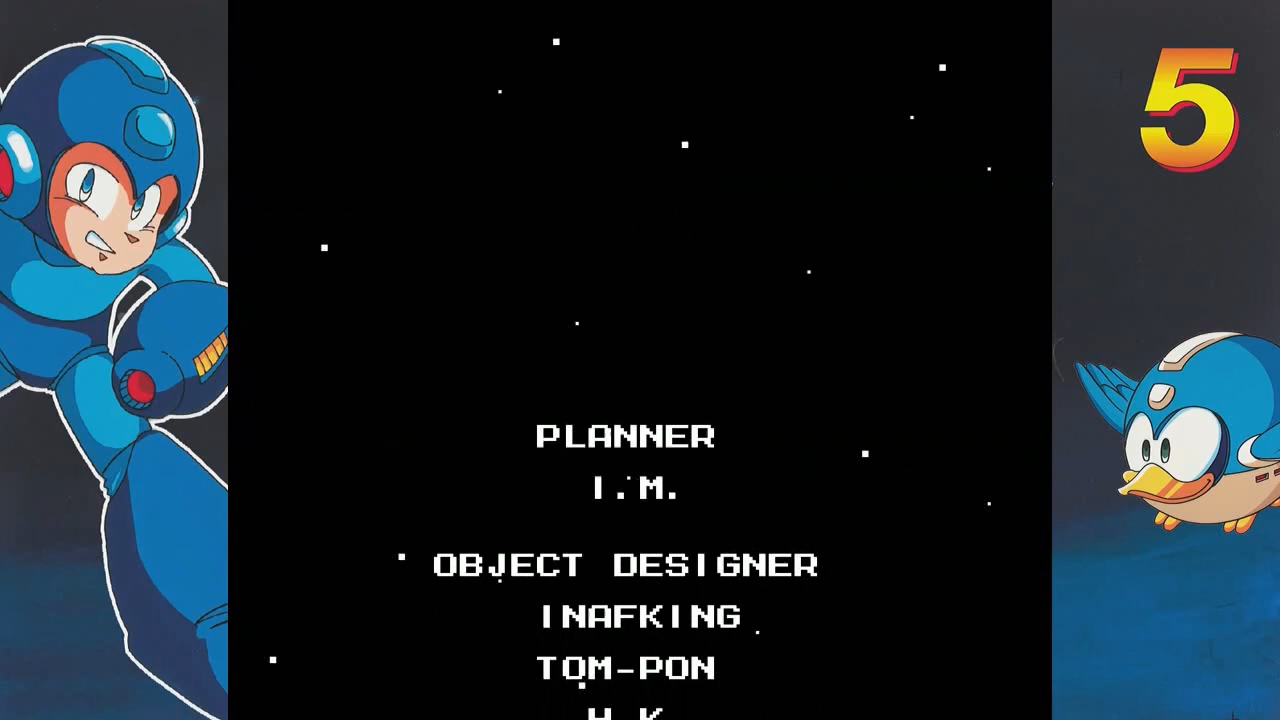 5
PLANNER
I.M.
OBJECT DESIGNER
INAFKING
TOM-PON
H.K.